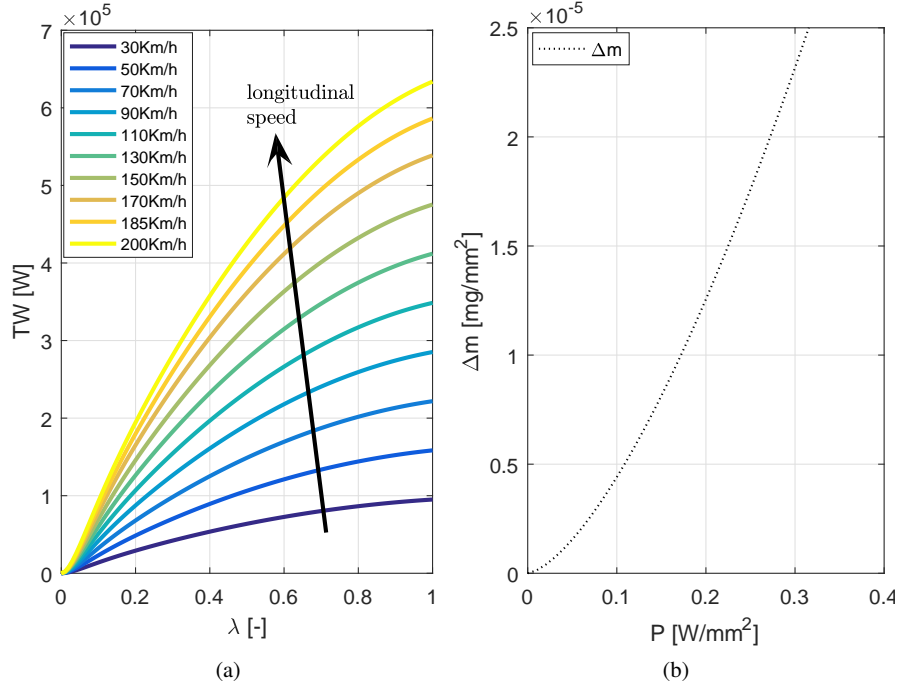 ×10^5
7
6
5
4
3
2
1
0
TW [W]
30Km/h
50Km/h
70Km/h
90Km/h
110Km/h
130Km/h
150Km/h
170Km/h
185Km/h
200Km/h
longitudinal
speed
0 0.2 0.4 0.6 0.8 1
λ [-]
(a)
×10^-5
2.5
2
1.5
1
0.5
0
Δm [mg/mm^2]
Δm
0 0.1 0.2 0.3 0.4
P [W/mm^2]
(b)